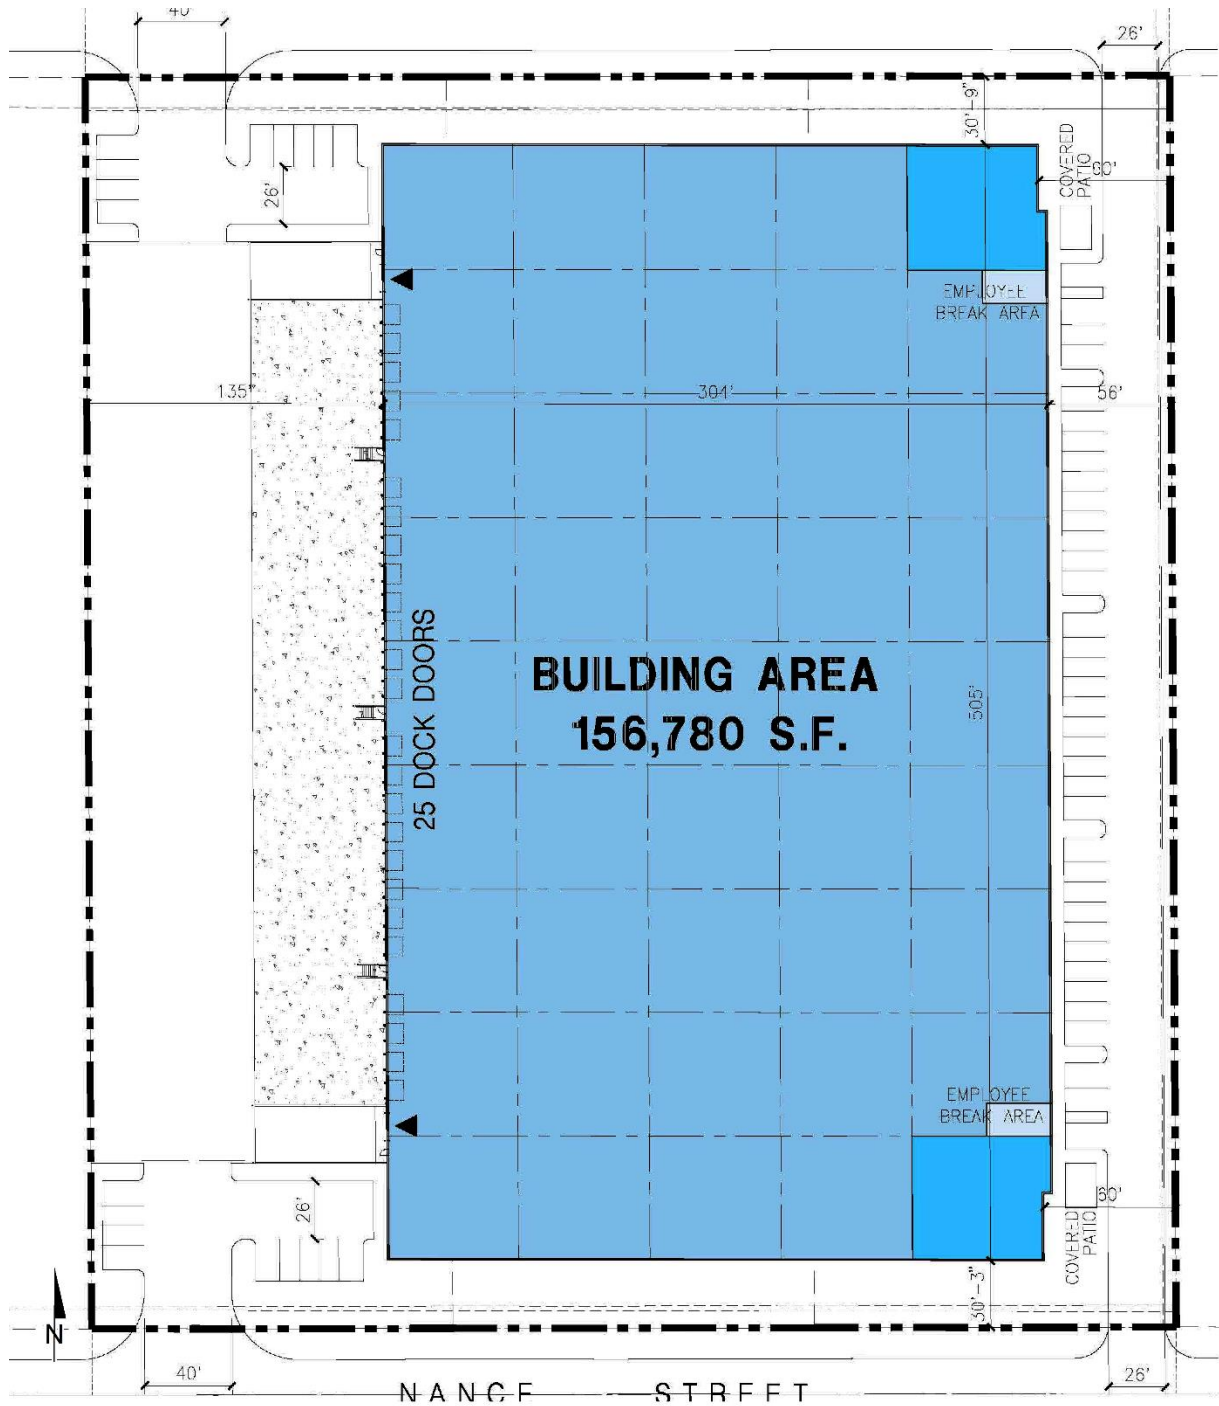 40'
26'
30'-9"
COVERED
PATIO
60'
26'
EMPLOYEE
BREAK AREA
135'
304'
56'
25 DOCK DOORS
BUILDING AREA
156,780 S.F.
505'
EMPLOYEE
BREAK AREA
26'
60'
COVERED
PATIO
30'-3"
N
40'
26'
NANCE STREET